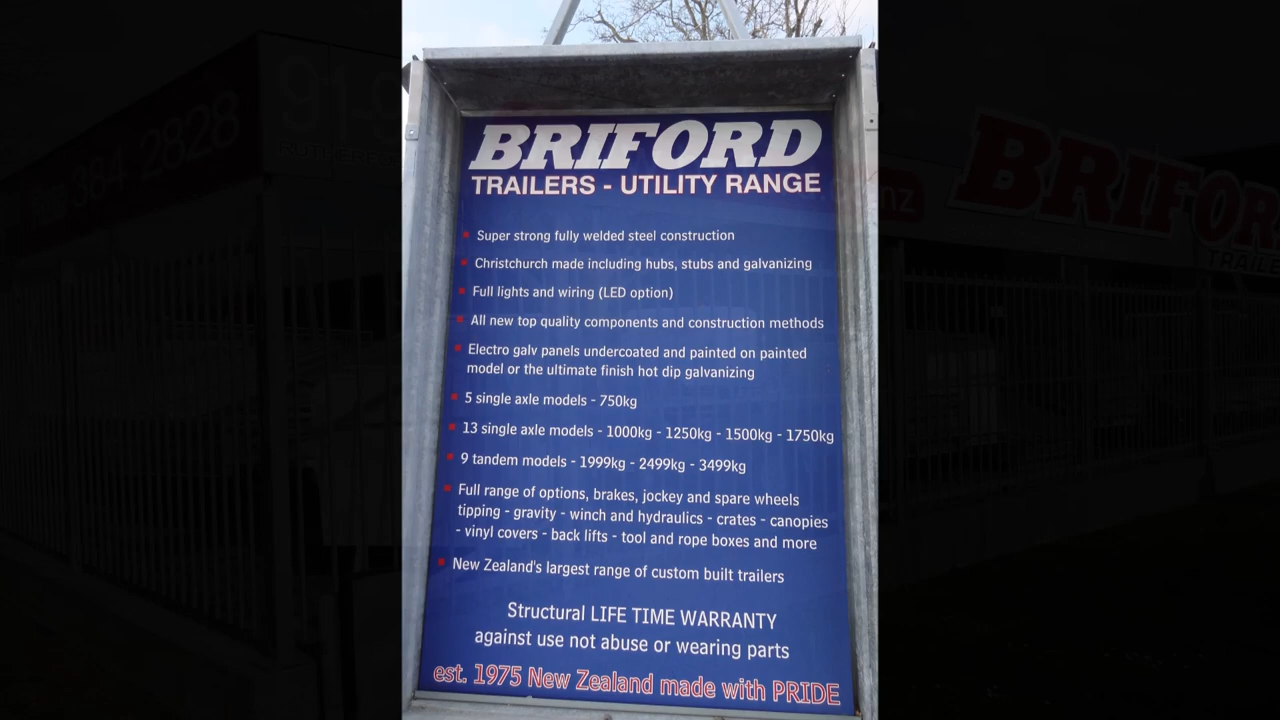 BRIFORD
TRAILERS - UTILITY RANGE
Super strong fully welded steel construction
Christchurch made including hubs, stubs and galvanizing
Full lights and wiring (LED option)
All new top quality components and construction methods
Electro galv panels undercoated and painted on painted
model or the ultimate finish hot dip galvanizing
5 single axle models - 750kg
13 single axle models - 1000kg - 1250kg - 1500kg - 1750kg
9 tandem models - 1999kg - 2499kg - 3499kg
Full range of options, brakes, jockey and spare wheels
tipping - gravity - winch and hydraulics - crates - canopies
- vinyl covers - back lifts - tool and rope boxes and more
New Zealand's largest range of custom built trailers
Structural LIFE TIME WARRANTY
against use not abuse or wearing parts
est. 1975 New Zealand made with PRIDE
384 2828
BRIFOR